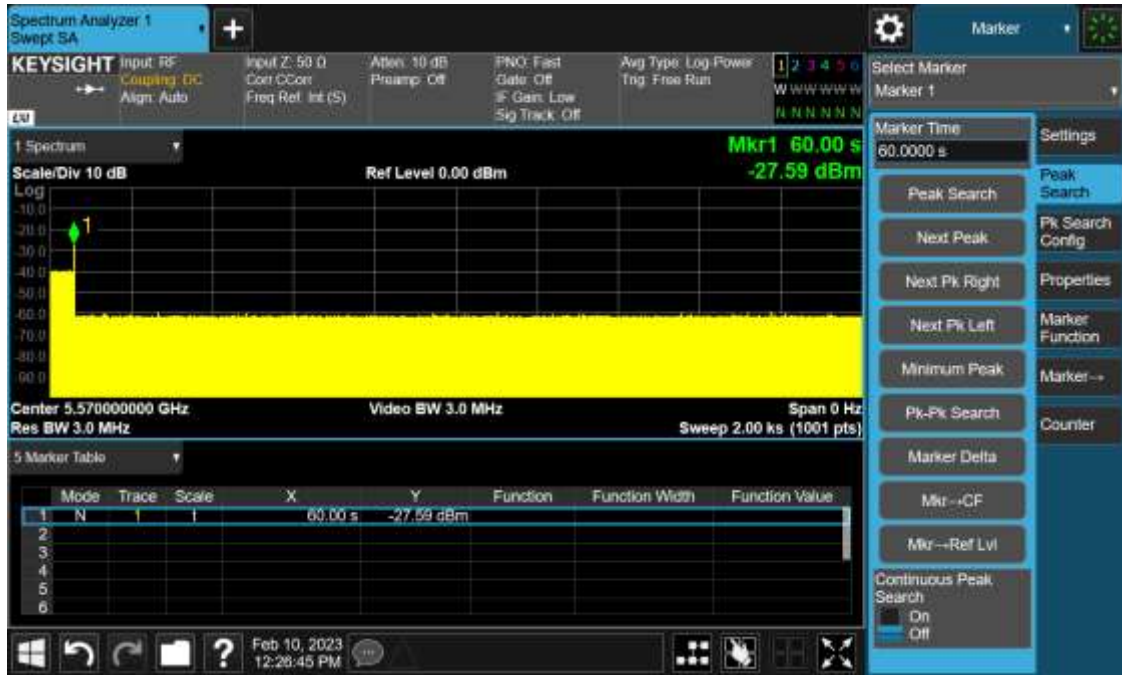 Spectrum Analyzer 1
Swept SA
+
Marker
KEYSIGHT
Input: RF
Coupling: DC
Align: Auto
Input Z: 50 Ω
Corr CCorr
Freq Ref: Int (S)
Atten: 10 dB
Preamp: Off
PNO: Fast
Gate: Off
IF Gain: Low
Sig Track: Off
Avg Type: Log-Power
Trig: Free Run
1 2 3 4 5 6
W W W W W W
N N N N N N
Select Marker
Marker 1
LXI
1 Spectrum
Mkr1 60.00 s
-27.59 dBm
Scale/Div 10 dB
Ref Level 0.00 dBm
Log
-10.0
-20.0
-30.0
-40.0
-50.0
-60.0
-70.0
-80.0
-90.0
1
Center 5.570000000 GHz
Video BW 3.0 MHz
Span 0 Hz
Res BW 3.0 MHz
Sweep 2.00 ks (1001 pts)
5 Marker Table
Mode Trace Scale X Y Function Function Width Function Value
1 N 1 t 60.00 s -27.59 dBm
2
3
4
5
6
Marker Time
60.0000 s
Peak Search
Next Peak
Next Pk Right
Next Pk Left
Minimum Peak
Pk-Pk Search
Marker Delta
Mkr→CF
Mkr→Ref Lvl
Continuous Peak
Search
On
Off
Settings
Peak
Search
Pk Search
Config
Properties
Marker
Function
Marker→
Counter
?
Feb 10, 2023
12:26:45 PM